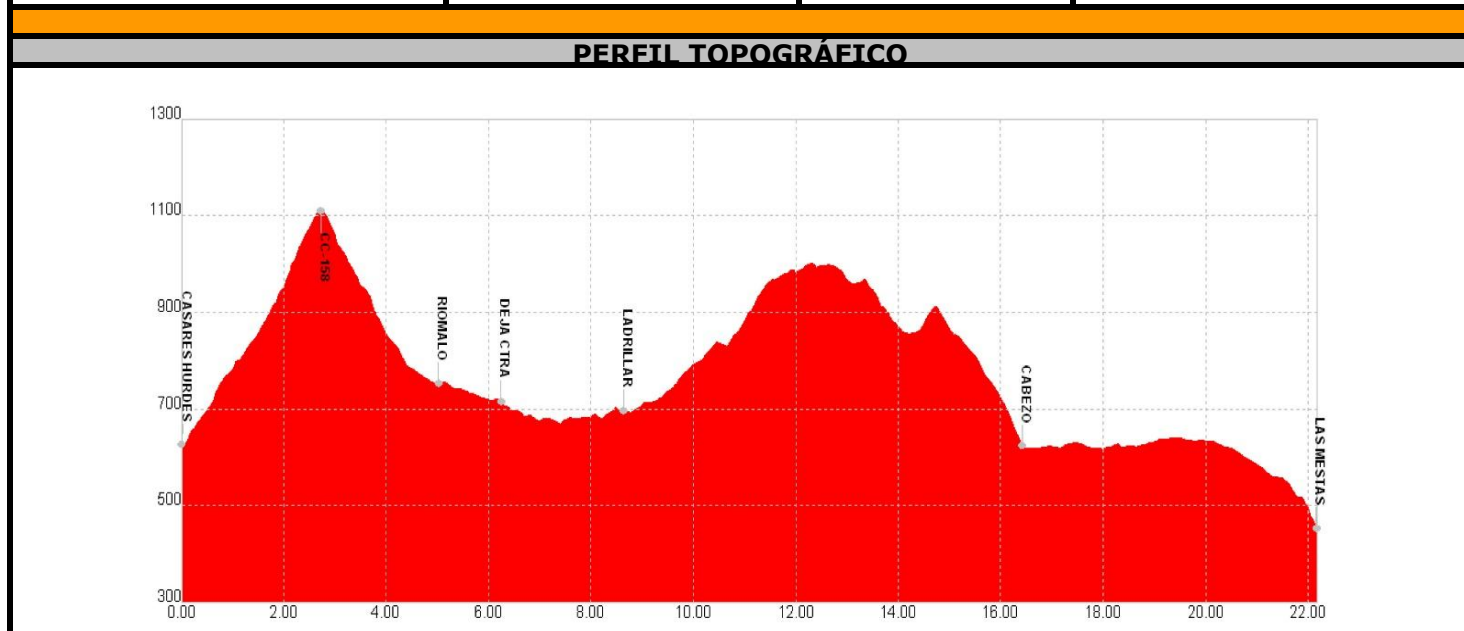 PERFIL TOPOGRÁFICO
1300
1100
900
700
500
300
CASARES HURDES
CC-158
RIOMALO
DEJA CTRA
LADRILLAR
CABEZO
LAS MESTAS
0.00 2.00 4.00 6.00 8.00 10.00 12.00 14.00 16.00 18.00 20.00 22.00